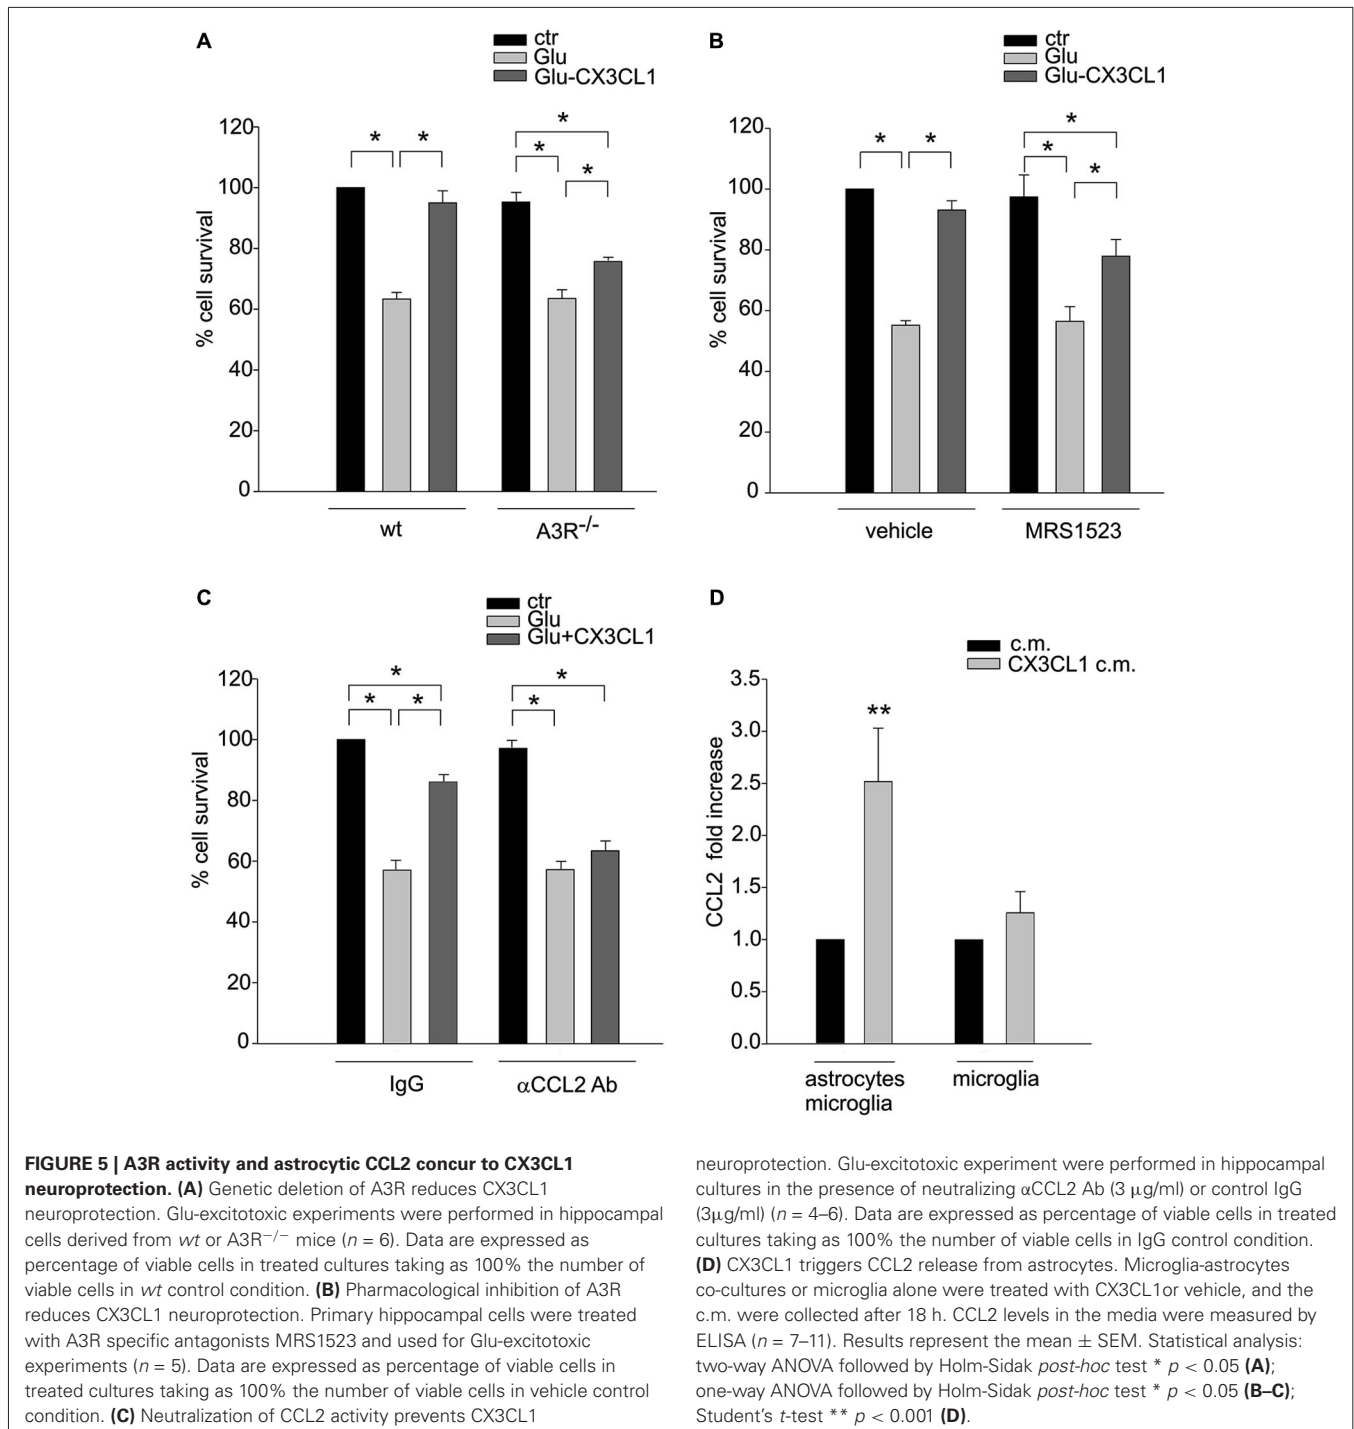 A
ctr
Glu
Glu-CX3CL1
120
100
80
60
40
20
0
% cell survival
* *
* * *
wt
A3R-/-
B
ctr
Glu
Glu-CX3CL1
120
100
80
60
40
20
0
% cell survival
* *
* * *
vehicle
MRS1523
C
ctr
Glu
Glu+CX3CL1
120
100
80
60
40
20
0
% cell survival
* * *
* *
IgG
αCCL2 Ab
D
c.m.
CX3CL1 c.m.
3.5
3.0
2.5
2.0
1.5
1.0
0.5
0.0
CCL2 fold increase
**
astrocytes
microglia
microglia
FIGURE 5 | A3R activity and astrocytic CCL2 concur to CX3CL1
neuroprotection. (A) Genetic deletion of A3R reduces CX3CL1
neuroprotection. Glu-excitotoxic experiments were performed in hippocampal
cells derived from wt or A3R−/− mice (n = 6). Data are expressed as
percentage of viable cells in treated cultures taking as 100% the number of
viable cells in wt control condition. (B) Pharmacological inhibition of A3R
reduces CX3CL1 neuroprotection. Primary hippocampal cells were treated
with A3R specific antagonists MRS1523 and used for Glu-excitotoxic
experiments (n = 5). Data are expressed as percentage of viable cells in
treated cultures taking as 100% the number of viable cells in vehicle control
condition. (C) Neutralization of CCL2 activity prevents CX3CL1
neuroprotection. Glu-excitotoxic experiment were performed in hippocampal
cultures in the presence of neutralizing αCCL2 Ab (3 μg/ml) or control IgG
(3μg/ml) (n = 4–6). Data are expressed as percentage of viable cells in treated
cultures taking as 100% the number of viable cells in IgG control condition.
(D) CX3CL1 triggers CCL2 release from astrocytes. Microglia-astrocytes
co-cultures or microglia alone were treated with CX3CL1or vehicle, and the
c.m. were collected after 18 h. CCL2 levels in the media were measured by
ELISA (n = 7–11). Results represent the mean ± SEM. Statistical analysis:
two-way ANOVA followed by Holm-Sidak post-hoc test * p < 0.05 (A);
one-way ANOVA followed by Holm-Sidak post-hoc test * p < 0.05 (B–C);
Student's t-test ** p < 0.001 (D).